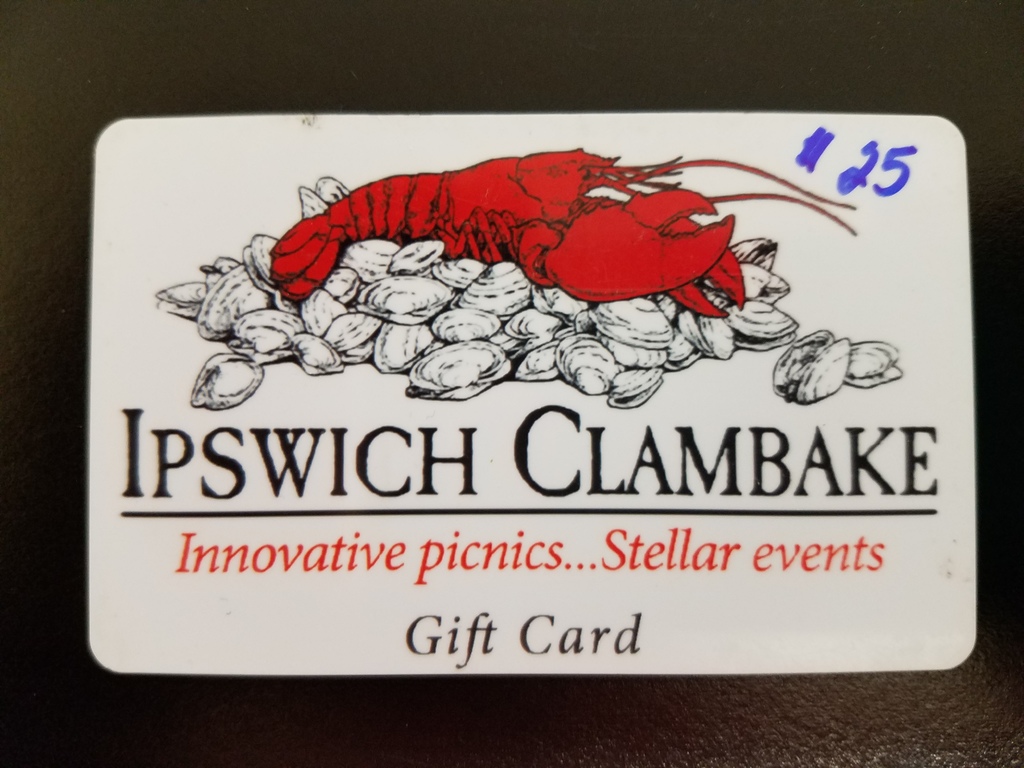 $ 25
IPSWICH CLAMBAKE
Innovative picnics...Stellar events
Gift Card